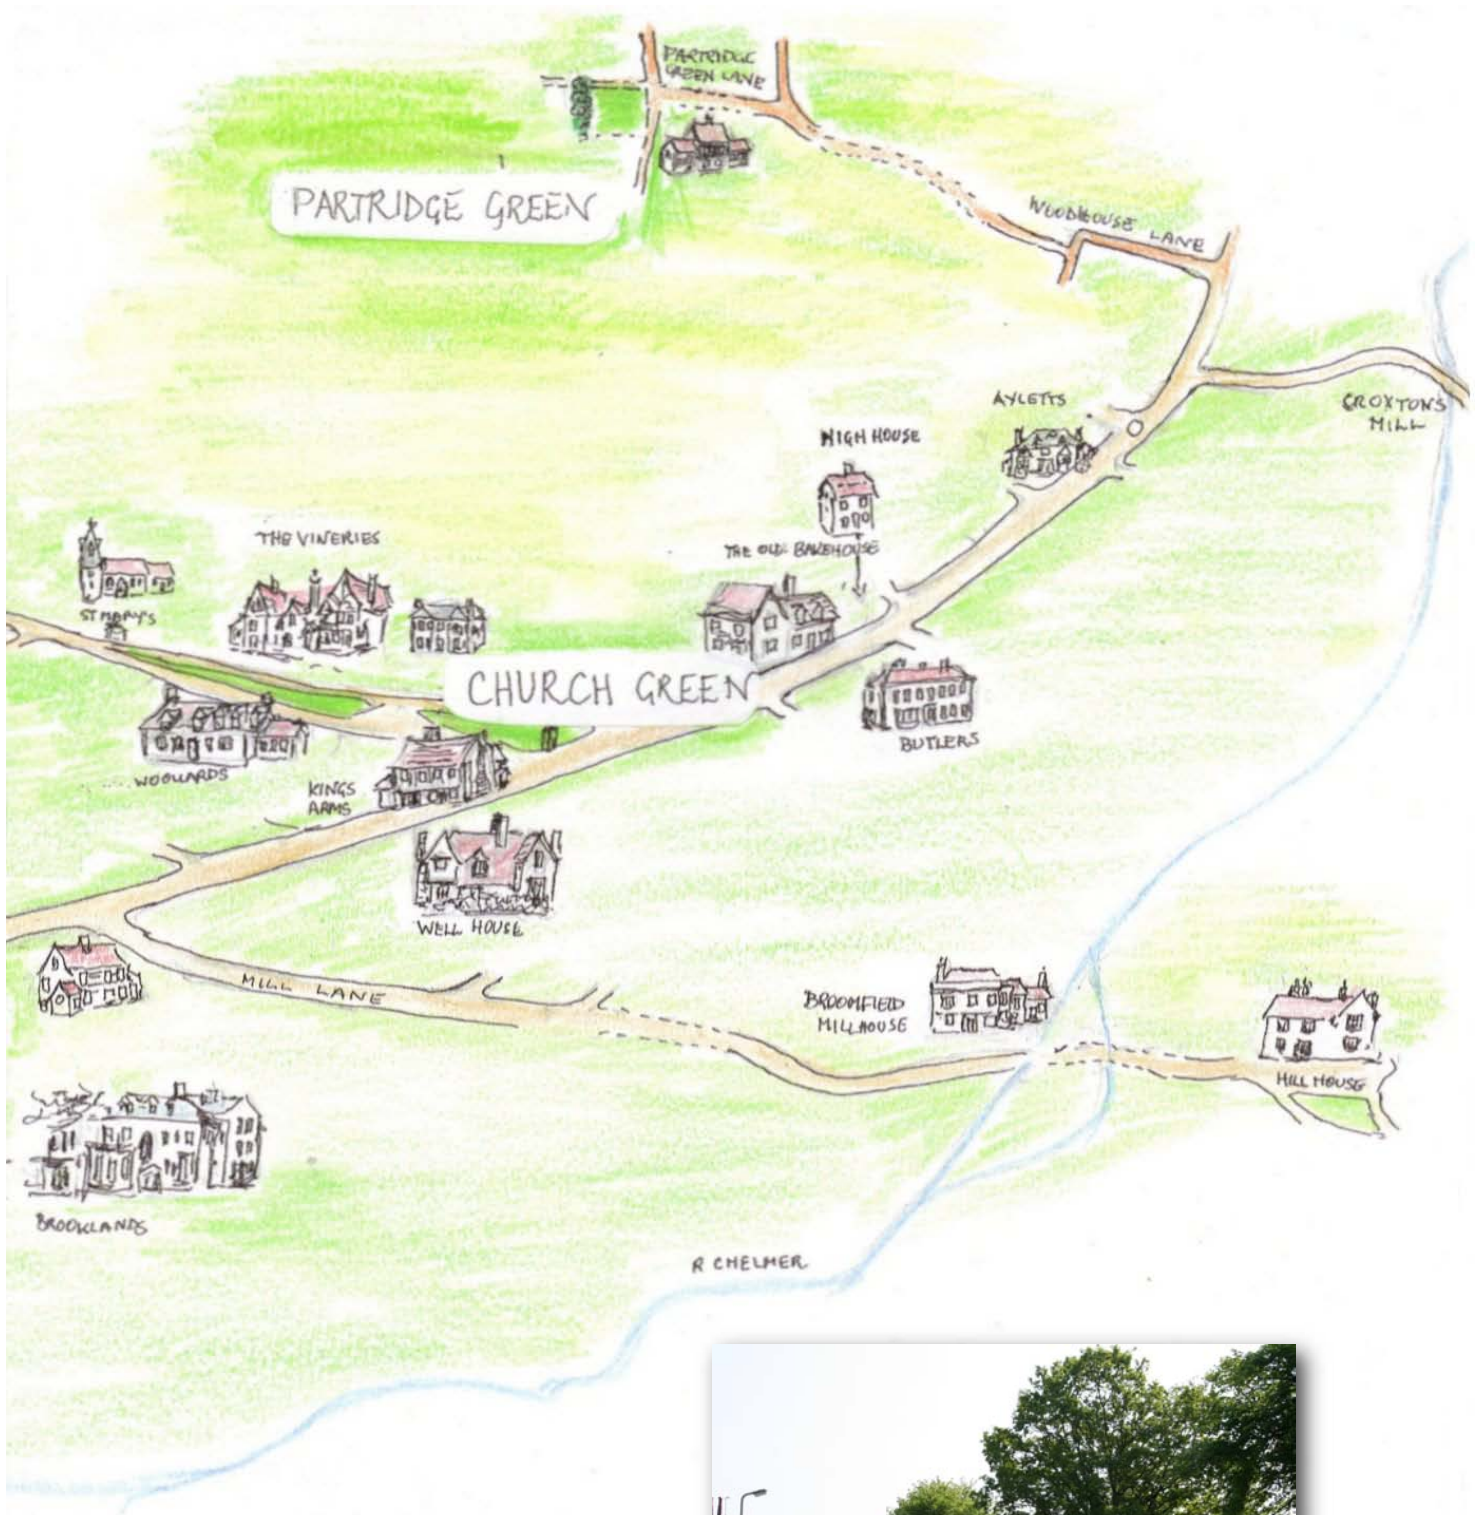 PARTRIDGE
GREEN LANE
PARTRIDGE GREEN
WOODHOUSE LANE
CROXTONS
MILL
AYLETTS
HIGH HOUSE
THE OLD BAKEHOUSE
THE VINERIES
ST MARY'S
CHURCH GREEN
BUTLERS
WOOLLARDS
KINGS
ARMS
WELL HOUSE
MILL LANE
BROOMFIELD
MILLHOUSE
HILL HOUSE
BROOKLANDS
R CHELMER